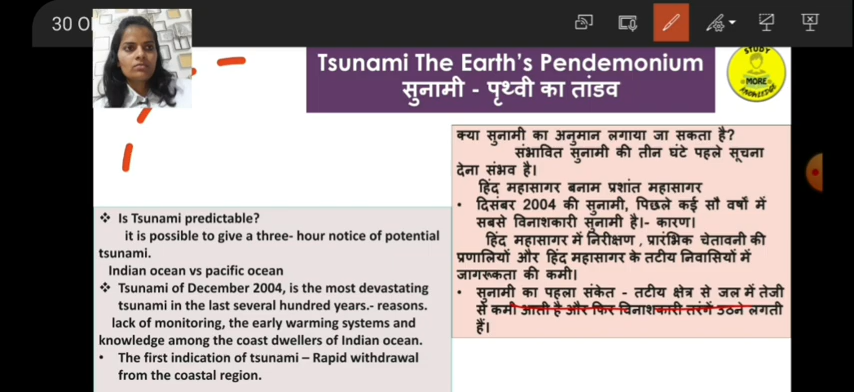 30 O
Tsunami The Earth's Pendemonium
सुनामी - पृथ्वी का तांडव
STUDY
MORE
KNOWLEDGE
क्या सुनामी का अनुमान लगाया जा सकता है?
संभावित सुनामी की तीन घंटे पहले सूचना
देना संभव है।
हिंद महासागर बनाम प्रशांत महासागर
• दिसंबर 2004 की सुनामी, पिछले कई सौ वर्षों में
सबसे विनाशकारी सुनामी है।- कारण।
हिंद महासागर में निरीक्षण , प्रारंभिक चेतावनी की
प्रणालियों और हिंद महासागर के तटीय निवासियों में
जागरूकता की कमी।
• सुनामी का पहला संकेत - तटीय क्षेत्र से जल में तेजी
से कमी आती है और फिर विनाशकारी तरंगें उठने लगती
हैं।
❖ Is Tsunami predictable?
it is possible to give a three- hour notice of potential
tsunami.
Indian ocean vs pacific ocean
❖ Tsunami of December 2004, is the most devastating
tsunami in the last several hundred years.- reasons.
lack of monitoring, the early warming systems and
knowledge among the coast dwellers of Indian ocean.
• The first indication of tsunami – Rapid withdrawal
from the coastal region.